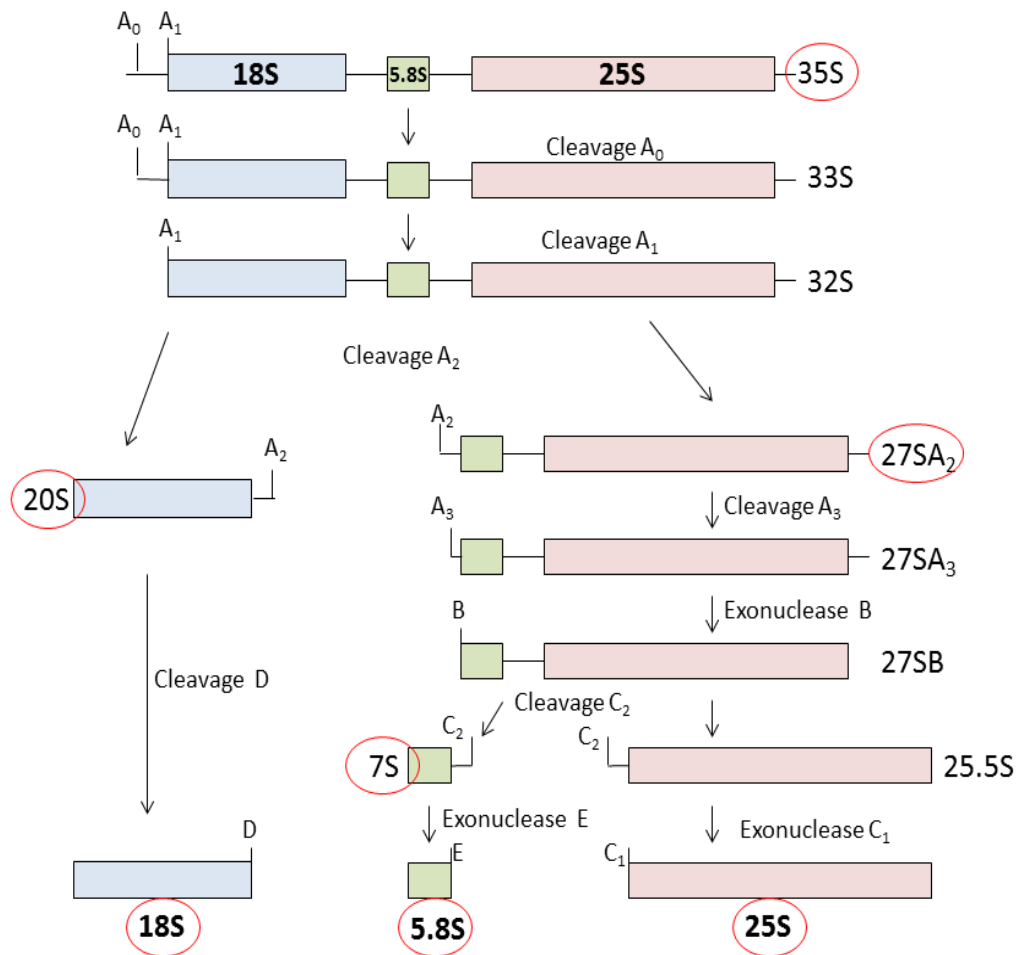 A₀ A₁
18S 5.8S 25S 35S
A₀ A₁ Cleavage A₀
33S
A₁ Cleavage A₁
32S
Cleavage A₂
A₂
27SA₂
A₂
20S
A₃ Cleavage A₃
27SA₃
B Exonuclease B
27SB
Cleavage D
Cleavage C₂
C₂ C₂
7S 25.5S
Exonuclease E Exonuclease C₁
D E C₁
18S 5.8S 25S